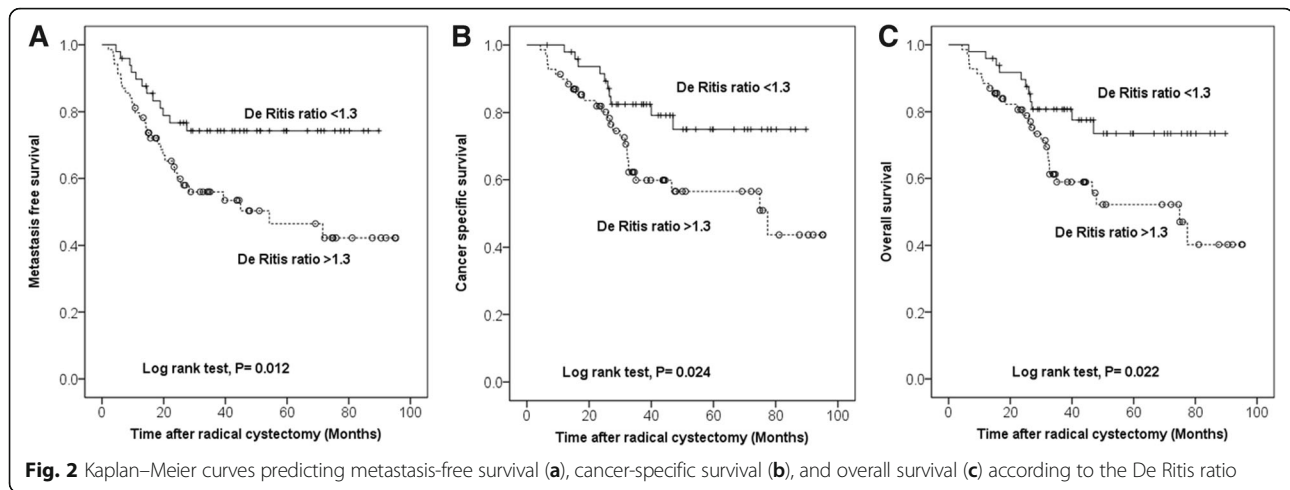 A
1.0
0.8
0.6
0.4
0.2
0.0
Metastasis free survival
De Ritis ratio <1.3
De Ritis ratio >1.3
Log rank test, P= 0.012
0 20 40 60 80 100
Time after radical cystectomy (Months)
B
1.0
0.8
0.6
0.4
0.2
0.0
Cancer specific survival
De Ritis ratio <1.3
De Ritis ratio >1.3
Log rank test, P= 0.024
0 20 40 60 80 100
Time after radical cystectomy (Months)
C
1.0
0.8
0.6
0.4
0.2
0.0
Overall survival
De Ritis ratio <1.3
De Ritis ratio >1.3
Log rank test, P= 0.022
0 20 40 60 80 100
Time after radical cystectomy (Months)
Fig. 2 Kaplan–Meier curves predicting metastasis-free survival (a), cancer-specific survival (b), and overall survival (c) according to the De Ritis ratio